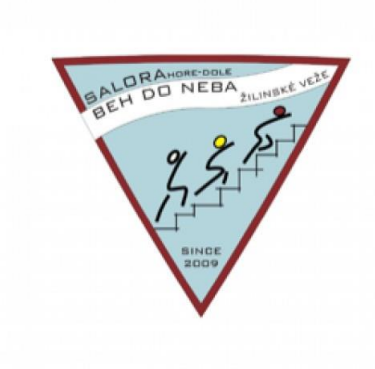 SALORA HORE-DOLE
BEH DO NEBA
ŽILINSKÉ VEŽE
SINCE
2009